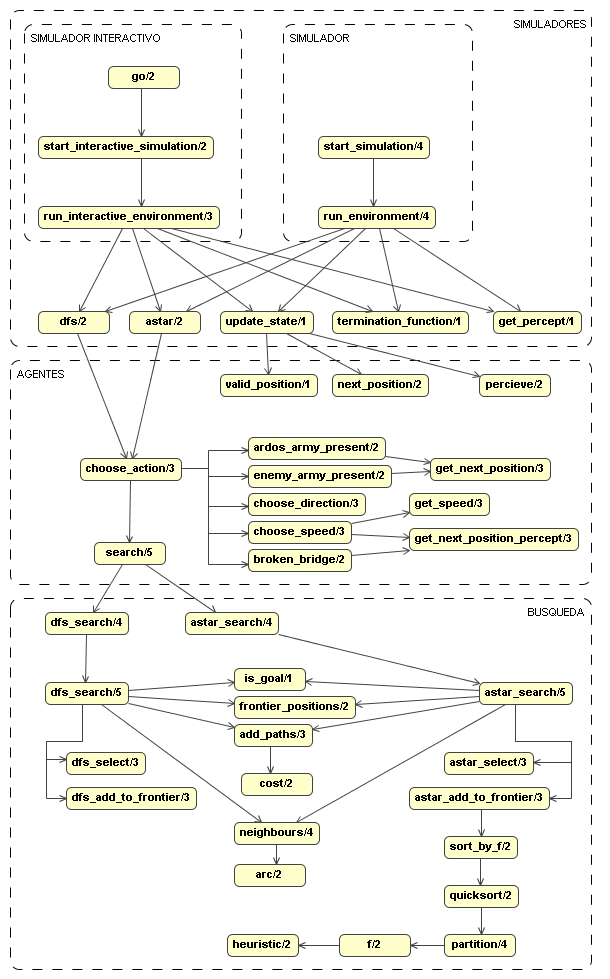 SIMULADORES
SIMULADOR INTERACTIVO
SIMULADOR
go/2
start_interactive_simulation/2
start_simulation/4
run_interactive_environment/3
run_environment/4
dfs/2
astar/2
update_state/1
termination_function/1
get_percept/1
AGENTES
valid_position/1
next_position/2
percieve/2
choose_action/3
ardos_army_present/2
enemy_army_present/2
get_next_position/3
choose_direction/3
get_speed/3
choose_speed/3
get_next_position_percept/3
broken_bridge/2
search/5
BUSQUEDA
dfs_search/4
astar_search/4
is_goal/1
dfs_search/5
astar_search/5
frontier_positions/2
add_paths/3
dfs_select/3
astar_select/3
cost/2
dfs_add_to_frontier/3
astar_add_to_frontier/3
neighbours/4
sort_by_f/2
arc/2
quicksort/2
heuristic/2
f/2
partition/4